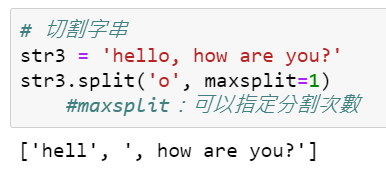 # 切割字串
str3 = 'hello, how are you?'
str3.split('o', maxsplit=1)
#maxsplit：可以指定分割次數
['hell', ', how are you?']